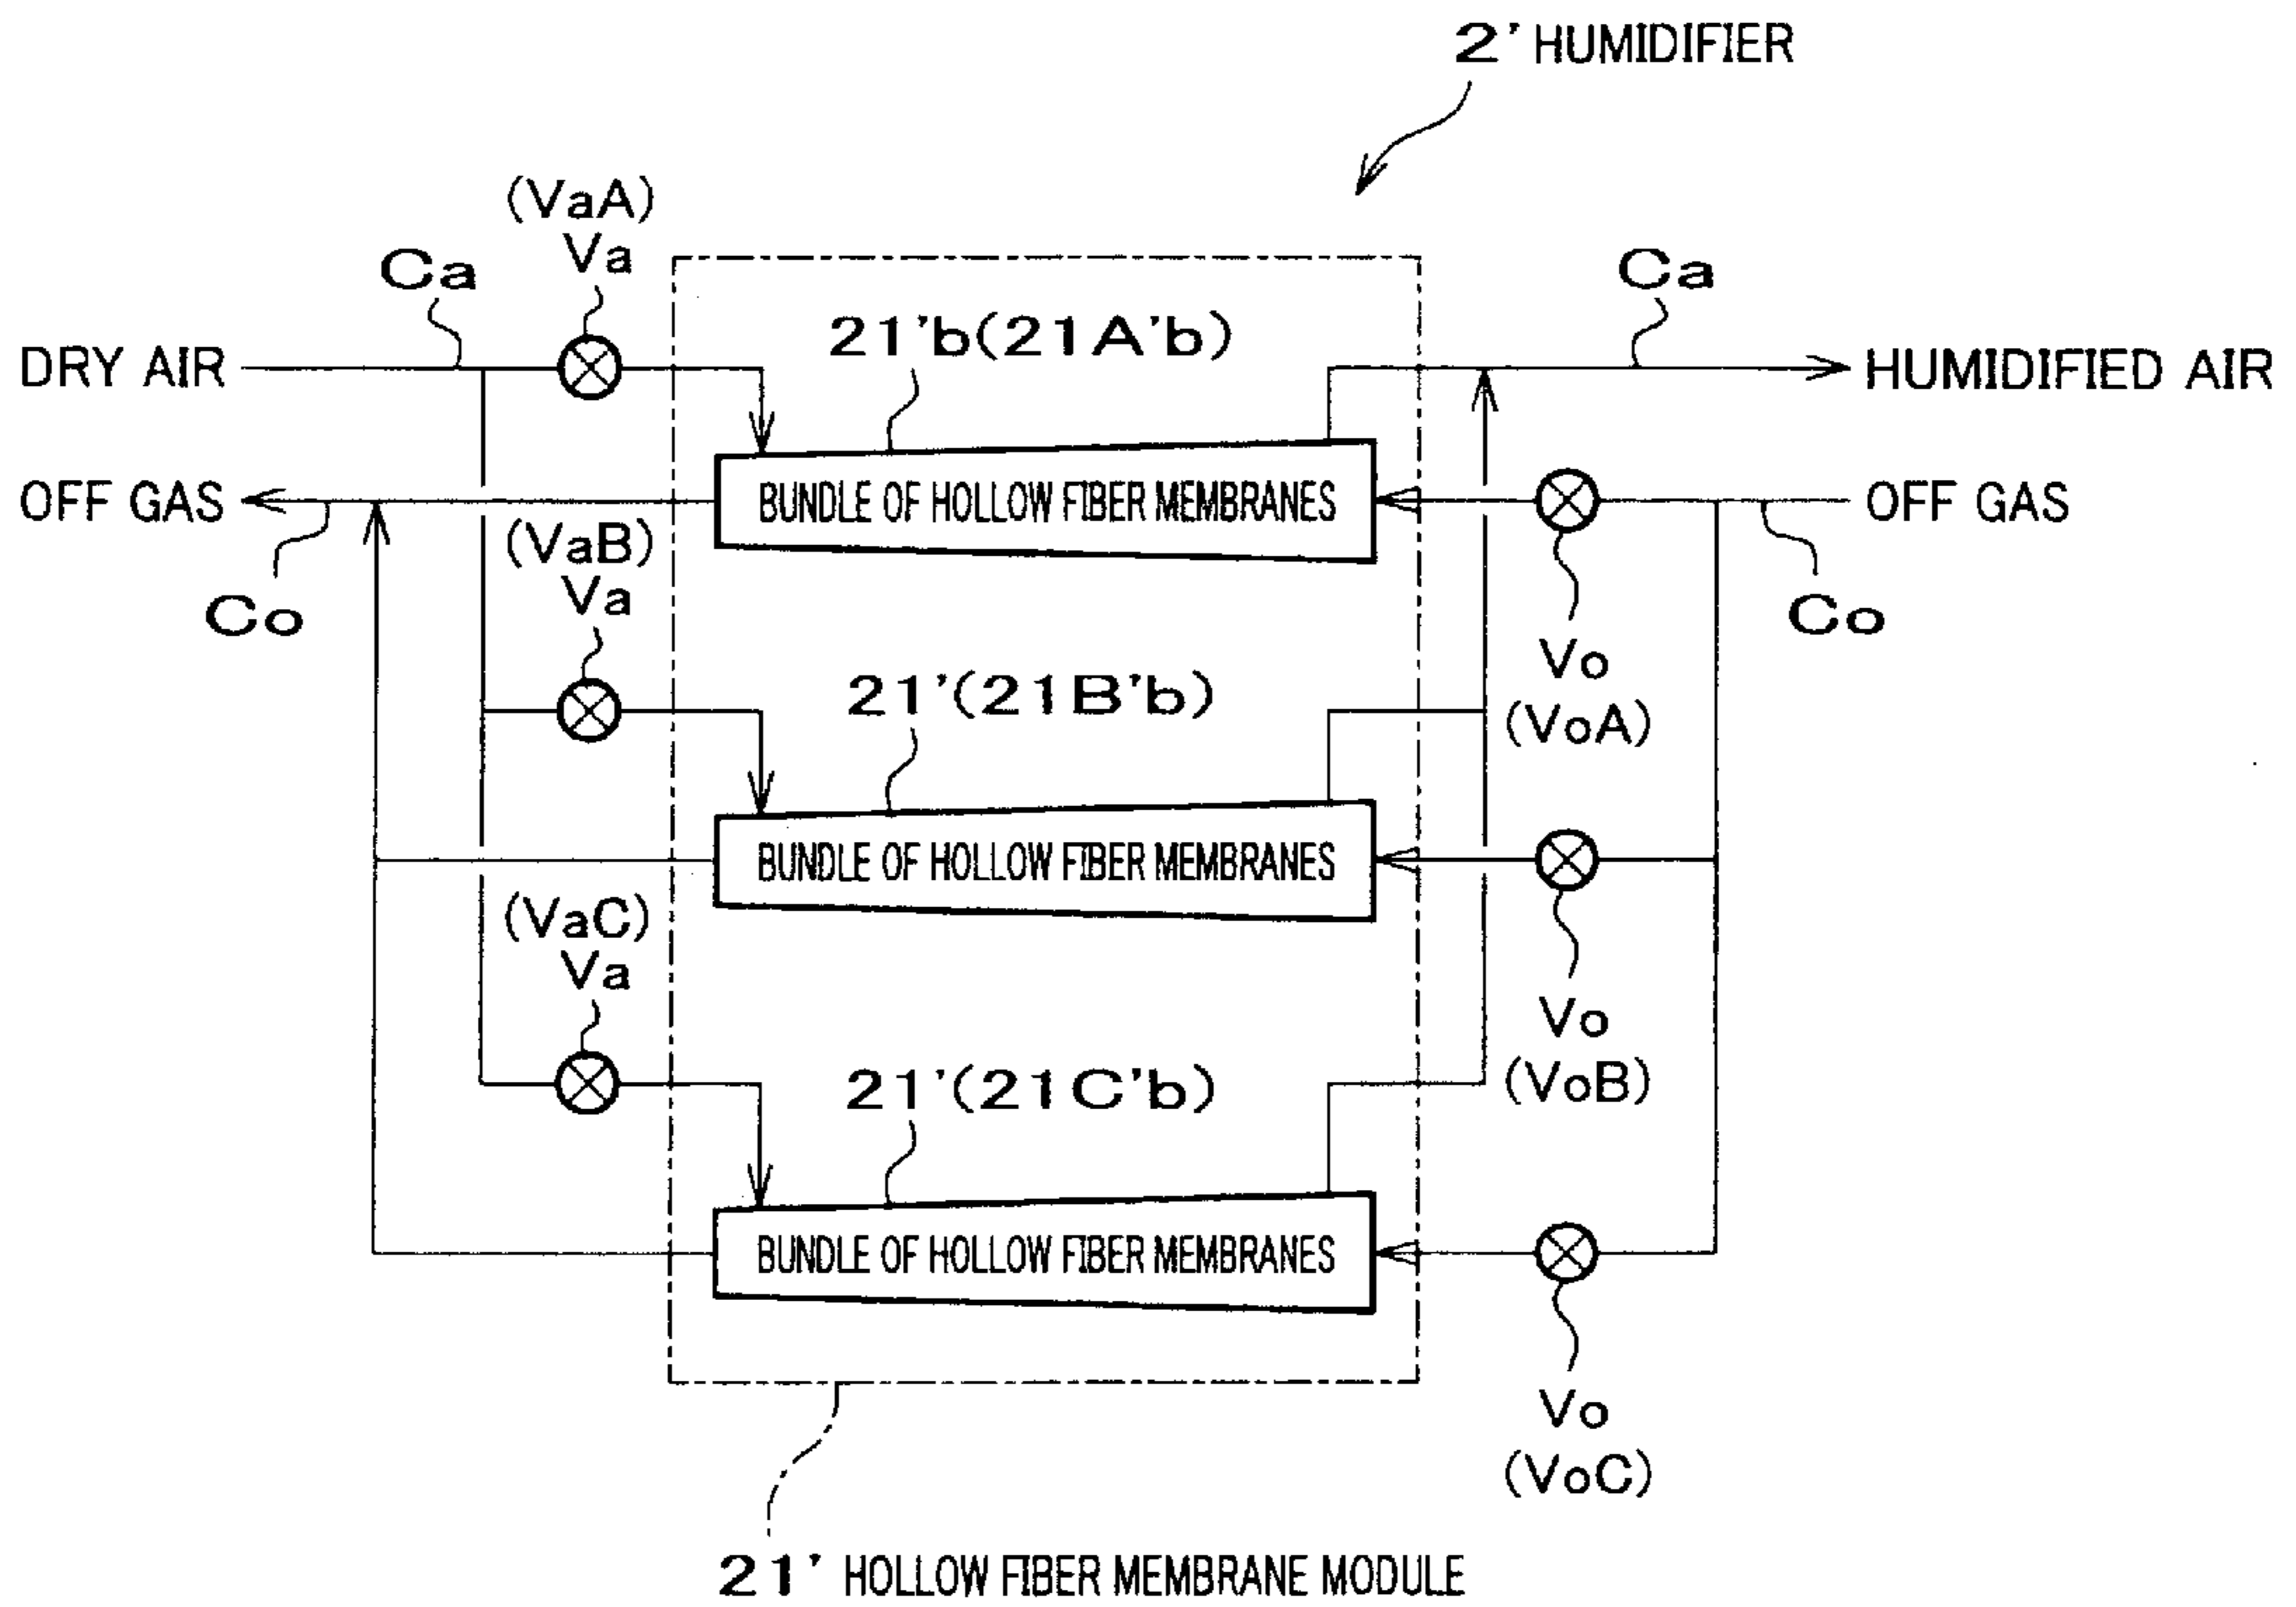 2' HUMIDIFIER
(VaA)
Va
Ca
Ca
21'b(21A'b)
DRY AIR
HUMIDIFIED AIR
BUNDLE OF HOLLOW FIBER MEMBRANES
OFF GAS
OFF GAS
(VaB)
Va
Co
Co
Vo
(VoA)
21'(21B'b)
BUNDLE OF HOLLOW FIBER MEMBRANES
(VaC)
Va
Vo
(VoB)
21'(21C'b)
BUNDLE OF HOLLOW FIBER MEMBRANES
Vo
(VoC)
21' HOLLOW FIBER MEMBRANE MODULE